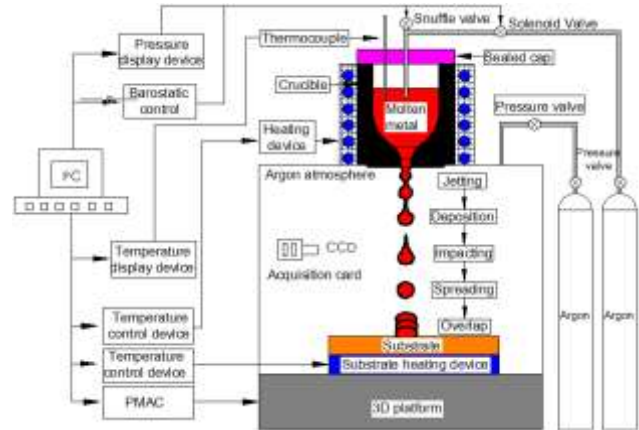 Snuffle valve
Solenoid Valve
Pressure
display device
Thermocouple
Sealed cap
Barostatic
control
Crucible
Molten
metal
Pressure valve
Heating
device
Pressure
valve
PC
Argon atmosphere
Jetting
Deposition
CCD
Acquisition card
Impacting
Temperature
display device
Spreading
Argon
Argon
Temperature
control device
Overlap
Substrate
Temperature
control device
Substrate heating device
PMAC
3D platform